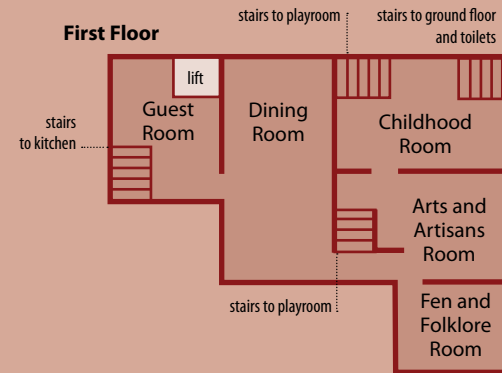 First Floor
stairs to playroom
stairs to ground floor
and toilets
lift
stairs
to kitchen
Guest
Room
Dining
Room
Childhood
Room
Arts and
Artisans
Room
stairs to playroom
Fen and
Folklore
Room